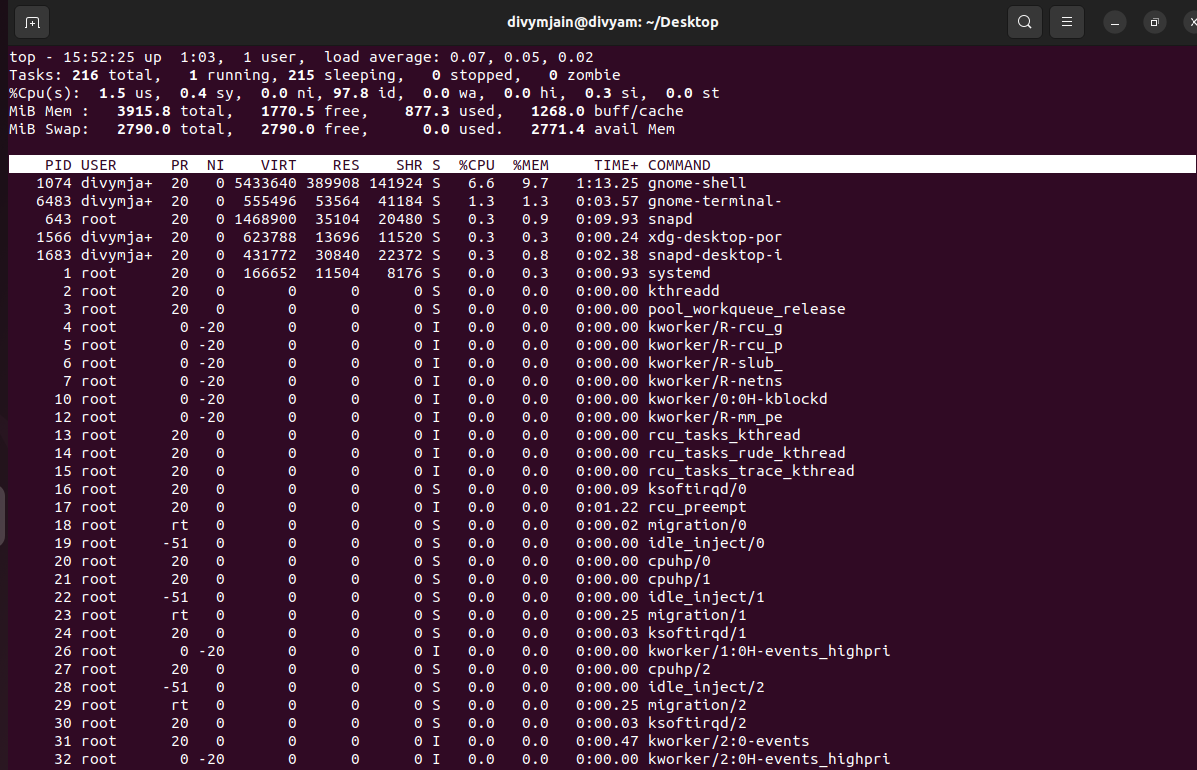 divymjain@divyam: ~/Desktop
top - 15:52:25 up  1:03,  1 user,  load average: 0.07, 0.05, 0.02
Tasks: 216 total,   1 running, 215 sleeping,   0 stopped,   0 zombie
%Cpu(s):  1.5 us,  0.4 sy,  0.0 ni, 97.8 id,  0.0 wa,  0.0 hi,  0.3 si,  0.0 st
MiB Mem :   3915.8 total,   1770.5 free,    877.3 used,   1268.0 buff/cache
MiB Swap:   2790.0 total,   2790.0 free,      0.0 used.   2771.4 avail Mem
PID USER      PR  NI    VIRT    RES    SHR S  %CPU  %MEM     TIME+ COMMAND
1074 divymja+  20   0 5433640 389908 141924 S   6.6   9.7   1:13.25 gnome-shell
6483 divymja+  20   0  555496  53564  41184 S   1.3   1.3   0:03.57 gnome-terminal-
643 root      20   0 1468900  35104  20480 S   0.3   0.9   0:09.93 snapd
1566 divymja+  20   0  623788  13696  11520 S   0.3   0.3   0:00.24 xdg-desktop-por
1683 divymja+  20   0  431772  30840  22372 S   0.3   0.8   0:02.38 snapd-desktop-i
1 root      20   0  166652  11504   8176 S   0.0   0.3   0:00.93 systemd
2 root      20   0       0      0      0 S   0.0   0.0   0:00.00 kthreadd
3 root      20   0       0      0      0 S   0.0   0.0   0:00.00 pool_workqueue_release
4 root       0 -20       0      0      0 I   0.0   0.0   0:00.00 kworker/R-rcu_g
5 root       0 -20       0      0      0 I   0.0   0.0   0:00.00 kworker/R-rcu_p
6 root       0 -20       0      0      0 I   0.0   0.0   0:00.00 kworker/R-slub_
7 root       0 -20       0      0      0 I   0.0   0.0   0:00.00 kworker/R-netns
10 root       0 -20       0      0      0 I   0.0   0.0   0:00.00 kworker/0:0H-kblockd
12 root       0 -20       0      0      0 I   0.0   0.0   0:00.00 kworker/R-mm_pe
13 root      20   0       0      0      0 I   0.0   0.0   0:00.00 rcu_tasks_kthread
14 root      20   0       0      0      0 I   0.0   0.0   0:00.00 rcu_tasks_rude_kthread
15 root      20   0       0      0      0 I   0.0   0.0   0:00.00 rcu_tasks_trace_kthread
16 root      20   0       0      0      0 S   0.0   0.0   0:00.09 ksoftirqd/0
17 root      20   0       0      0      0 I   0.0   0.0   0:01.22 rcu_preempt
18 root      rt   0       0      0      0 S   0.0   0.0   0:00.02 migration/0
19 root     -51   0       0      0      0 S   0.0   0.0   0:00.00 idle_inject/0
20 root      20   0       0      0      0 S   0.0   0.0   0:00.00 cpuhp/0
21 root      20   0       0      0      0 S   0.0   0.0   0:00.00 cpuhp/1
22 root     -51   0       0      0      0 S   0.0   0.0   0:00.00 idle_inject/1
23 root      rt   0       0      0      0 S   0.0   0.0   0:00.25 migration/1
24 root      20   0       0      0      0 S   0.0   0.0   0:00.03 ksoftirqd/1
26 root       0 -20       0      0      0 I   0.0   0.0   0:00.00 kworker/1:0H-events_highpri
27 root      20   0       0      0      0 S   0.0   0.0   0:00.00 cpuhp/2
28 root     -51   0       0      0      0 S   0.0   0.0   0:00.00 idle_inject/2
29 root      rt   0       0      0      0 S   0.0   0.0   0:00.25 migration/2
30 root      20   0       0      0      0 S   0.0   0.0   0:00.03 ksoftirqd/2
31 root      20   0       0      0      0 I   0.0   0.0   0:00.47 kworker/2:0-events
32 root       0 -20       0      0      0 I   0.0   0.0   0:00.00 kworker/2:0H-events_highpri